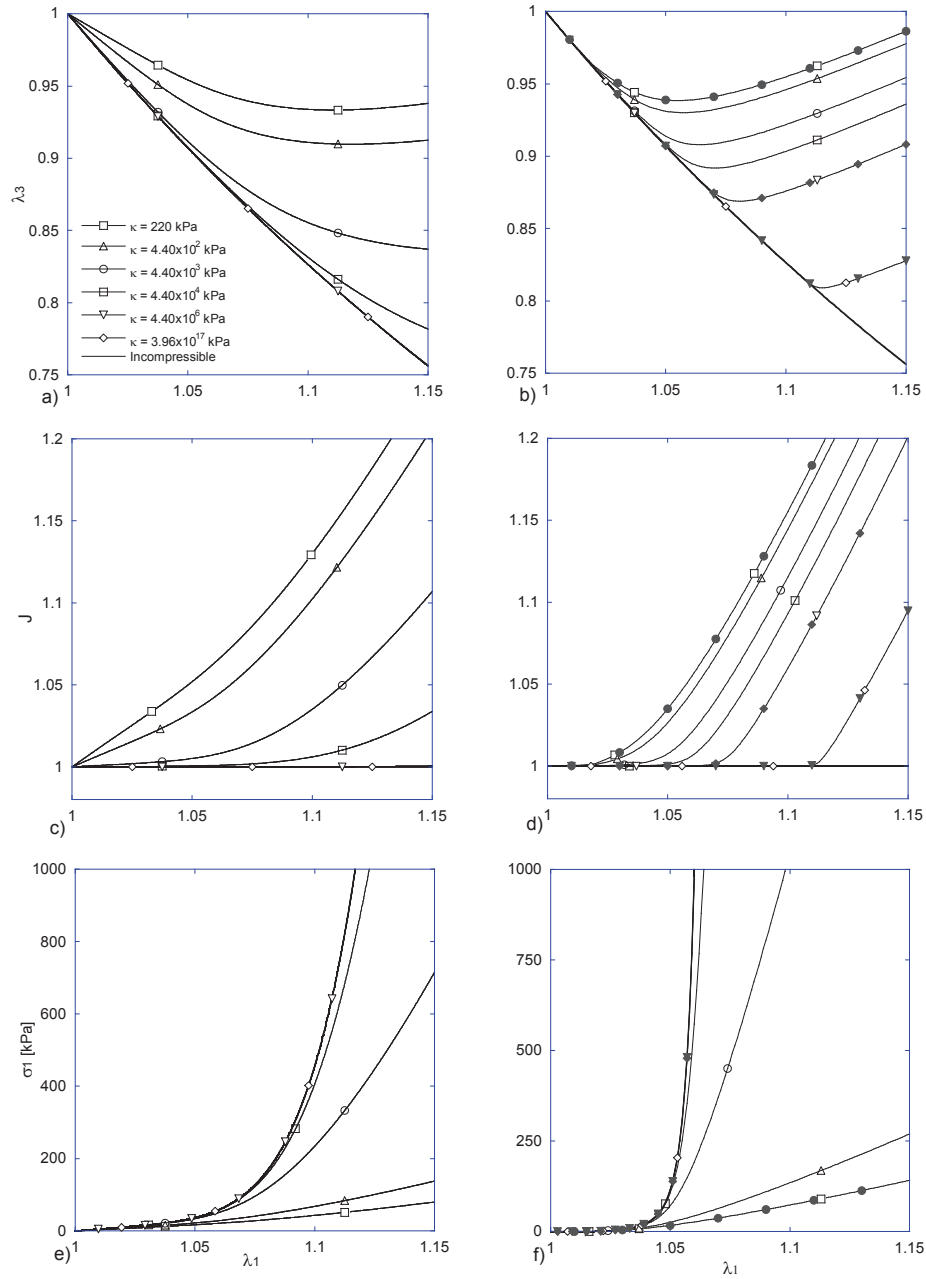 1
0.95
0.9
0.85
0.8
0.75
λ3
κ = 220 kPa
κ = 4.40x10² kPa
κ = 4.40x10³ kPa
κ = 4.40x10⁴ kPa
κ = 4.40x10⁶ kPa
κ = 3.96x10¹⁷ kPa
Incompressible
1 1.05 1.1 1.15
a)
1
0.95
0.9
0.85
0.8
0.75
1 1.05 1.1 1.15
b)
1.2
1.15
1.1
1.05
1
J
1 1.1 1.15
c)
1.2
1.15
1.1
1.05
1
1 1.05 1.1 1.15
d)
1000
800
600
400
200
0
σ1 [kPa]
1 1.05 1.1 1.15
e)
λ1
1000
750
500
250
0
1 1.05 1.1 1.15
f)
λ1